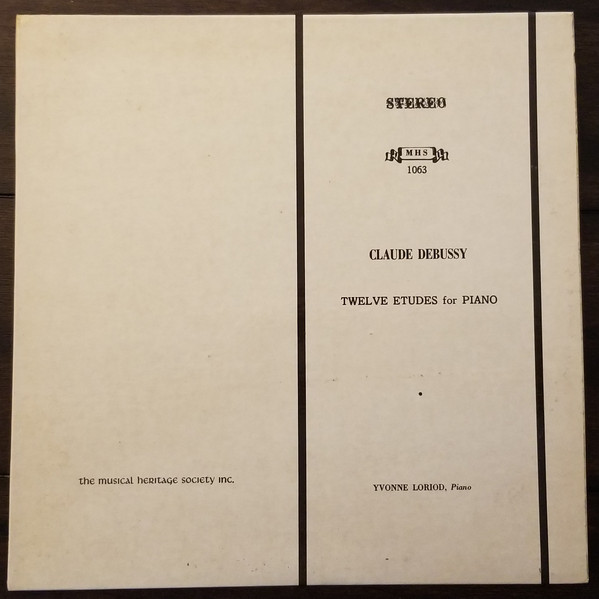 STEREO
MHS
1063
CLAUDE DEBUSSY
TWELVE ETUDES for PIANO
the musical heritage society inc.
YVONNE LORIOD, Piano